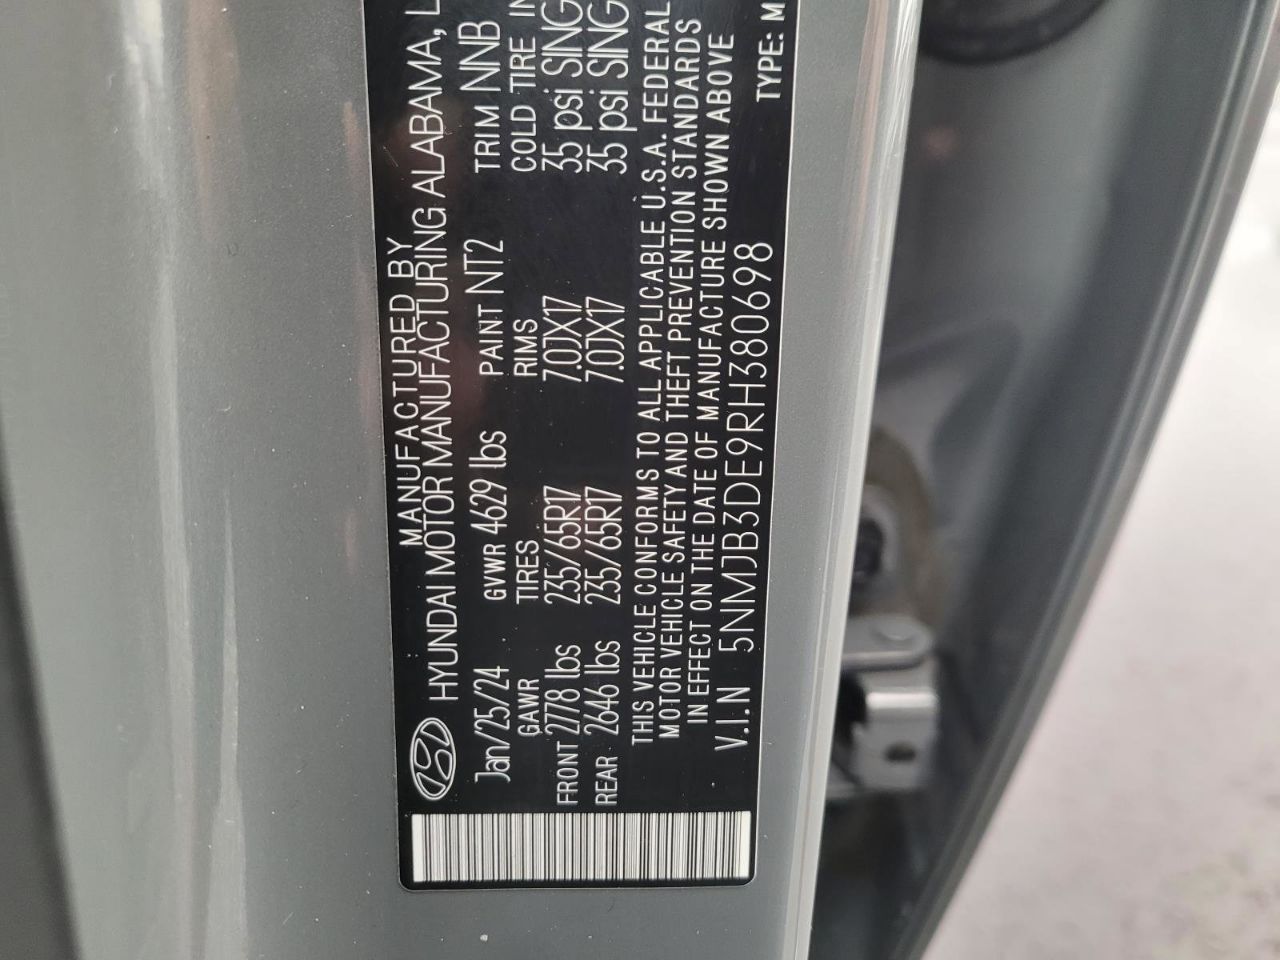 MANUFACTURED BY
HYUNDAI MOTOR MANUFACTURING ALABAMA, L
Jan/25/24 GVWR 4629 lbs PAINT NT2 TRIM NNB
GAWR TIRES RIMS COLD TIRE IN
FRONT 2778 lbs 235/65R17 7.0JX17 35 psi SING
REAR 2646 lbs 235/65R17 7.0JX17 35 psi SING
THIS VEHICLE CONFORMS TO ALL APPLICABLE U.S.A. FEDERAL
MOTOR VEHICLE SAFETY AND THEFT PREVENTION STANDARDS
IN EFFECT ON THE DATE OF MANUFACTURE SHOWN ABOVE
V.I.N 5NMJB3DE9RH380698 TYPE: M